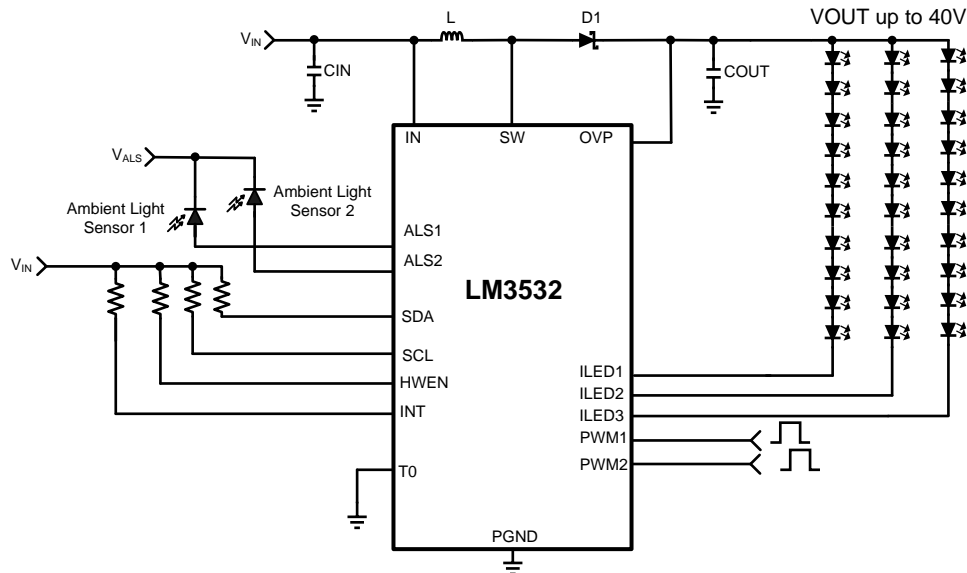 L
D1
VOUT up to 40V
VIN
CIN
COUT
IN
SW
OVP
VALS
Ambient Light
Sensor 1
Ambient Light
Sensor 2
ALS1
ALS2
VIN
LM3532
SDA
SCL
HWEN
INT
T0
ILED1
ILED2
ILED3
PWM1
PWM2
PGND